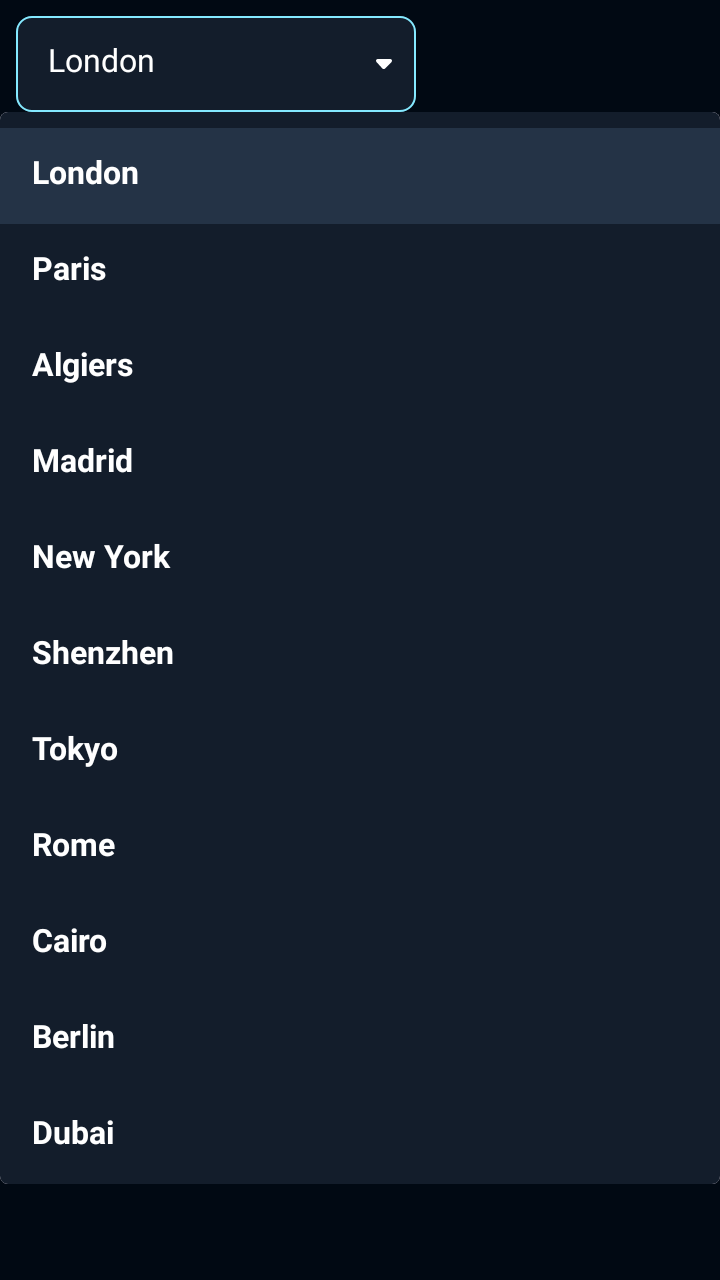 London
London
Paris
Algiers
Madrid
New York
Shenzhen
Tokyo
Rome
Cairo
Berlin
Dubai